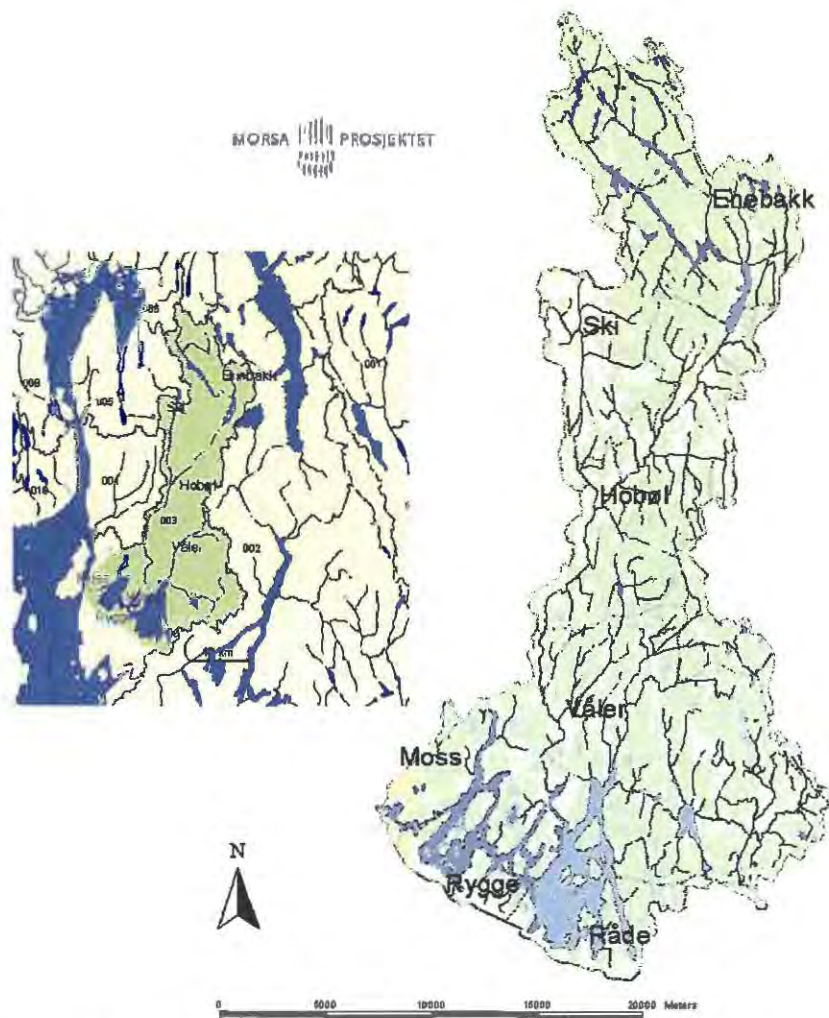 MORSA PROSJEKTET
Enebakk
Ski
Hobøl
Våler
Moss
Rygge
Råde
Enebakk
Ski
Hobøl
Våler
001
002
003
004
km
N
0 5000 10000 15000 20000 Meters